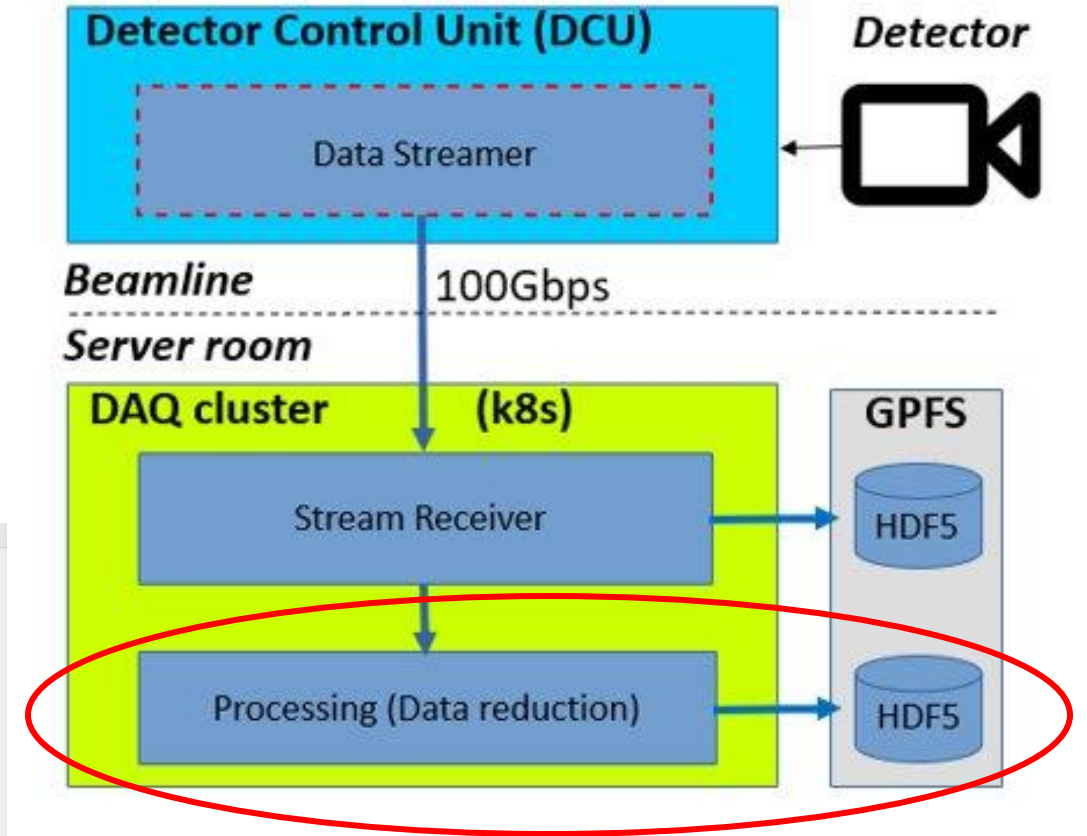 Detector Control Unit (DCU)
Detector
Data Streamer
Beamline
100Gbps
Server room
DAQ cluster (k8s)
GPFS
Stream Receiver
HDF5
Processing (Data reduction)
HDF5